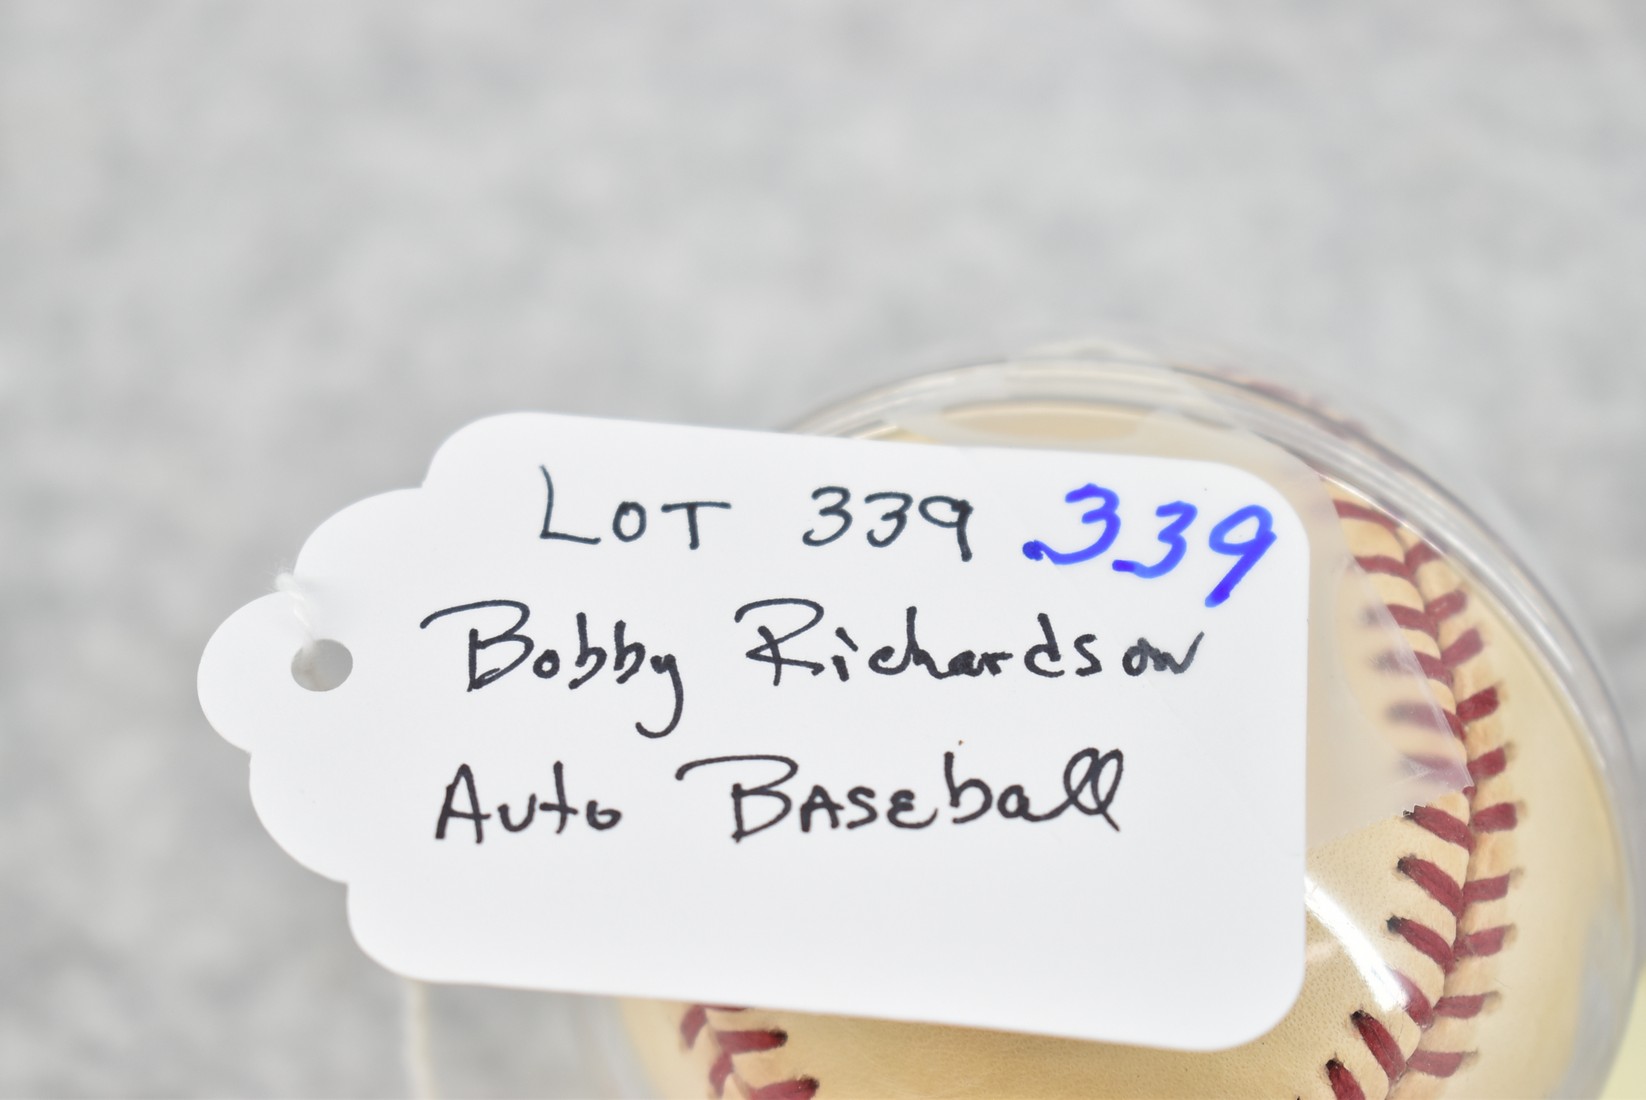 LOT 339 339
Bobby Richardson
Auto Baseball